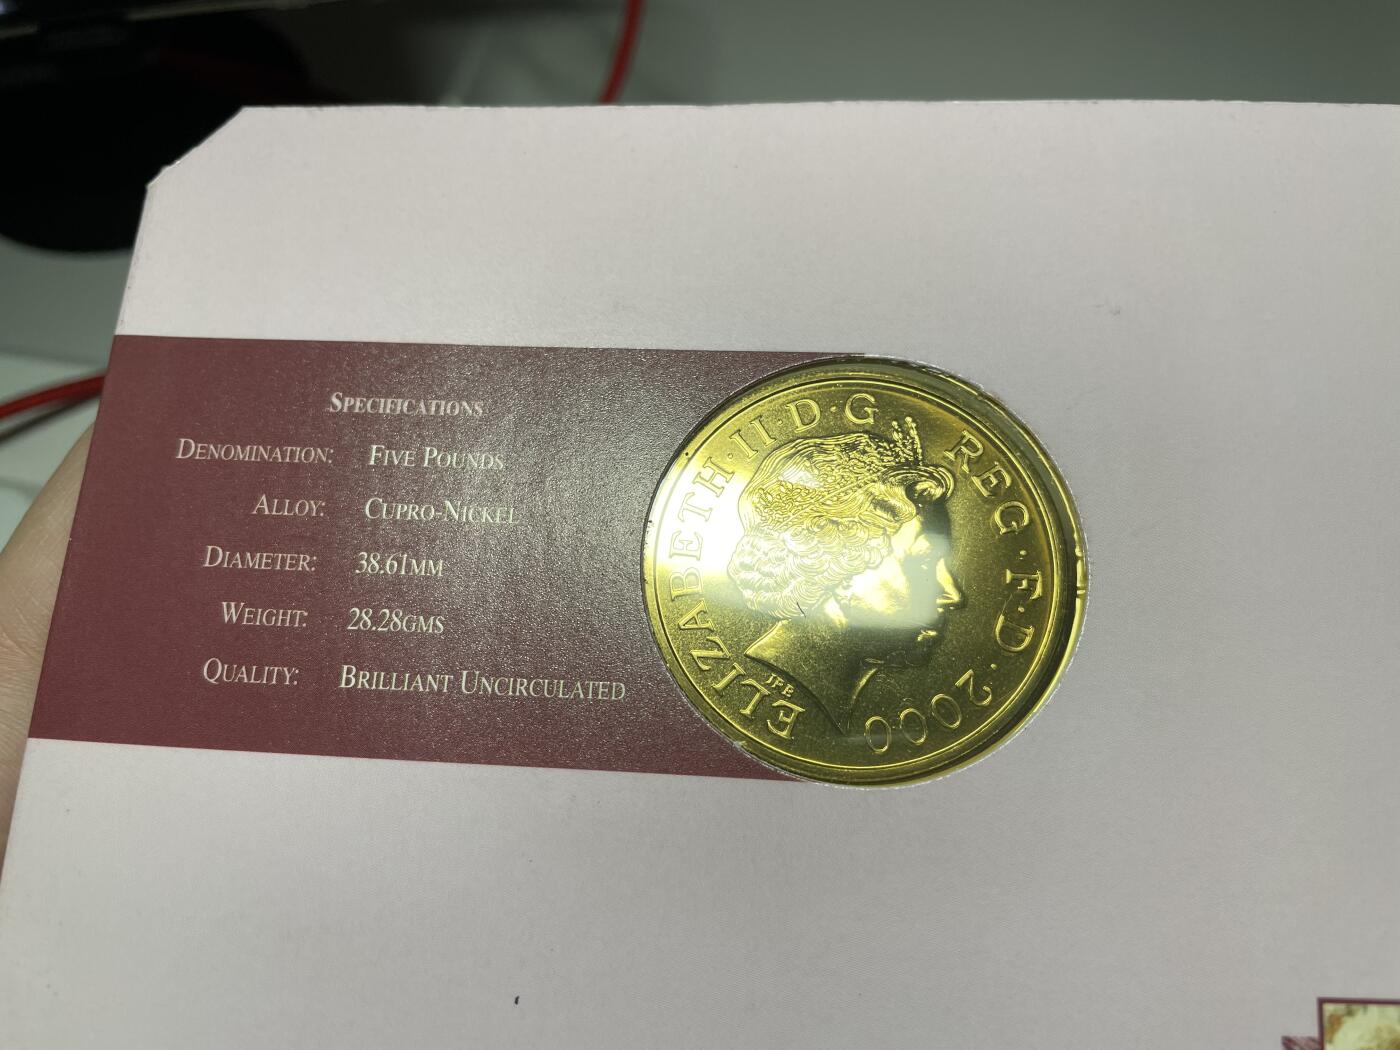 SPECIFICATIONS
DENOMINATION: FIVE POUNDS
ALLOY: CUPRO-NICKEL
DIAMETER: 38.61MM
WEIGHT: 28.28GMS
QUALITY: BRILLIANT UNCIRCULATED
ELIZABETH·II·D·G REG·F·D·2000